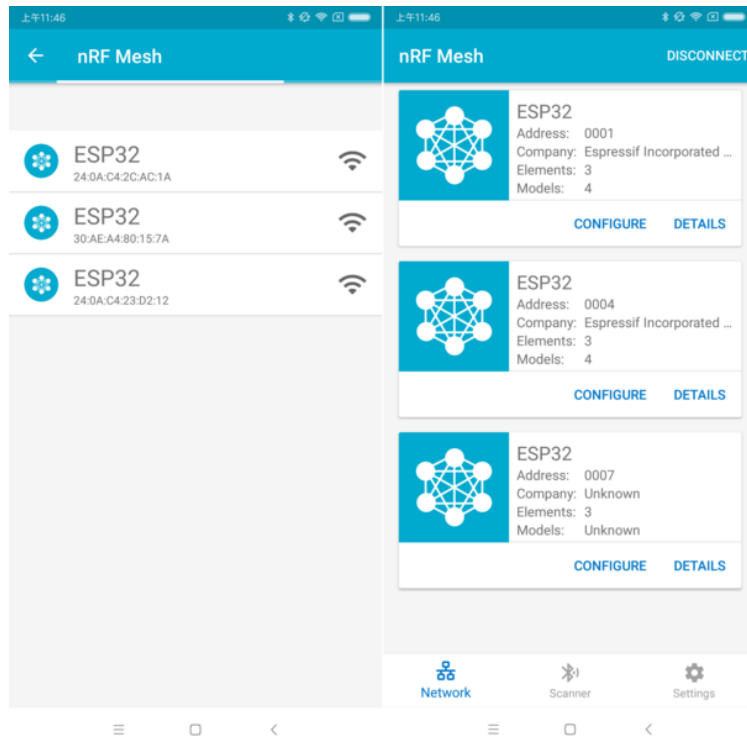 上午11:46
nRF Mesh
ESP32
24:0A:C4:2C:AC:1A
ESP32
30:AE:A4:80:15:7A
ESP32
24:0A:C4:23:D2:12
上午11:46
nRF Mesh DISCONNECT
ESP32
Address: 0001
Company: Espressif Incorporated ...
Elements: 3
Models: 4
CONFIGURE DETAILS
ESP32
Address: 0004
Company: Espressif Incorporated ...
Elements: 3
Models: 4
CONFIGURE DETAILS
ESP32
Address: 0007
Company: Unknown
Elements: 3
Models: Unknown
CONFIGURE DETAILS
Network Scanner Settings